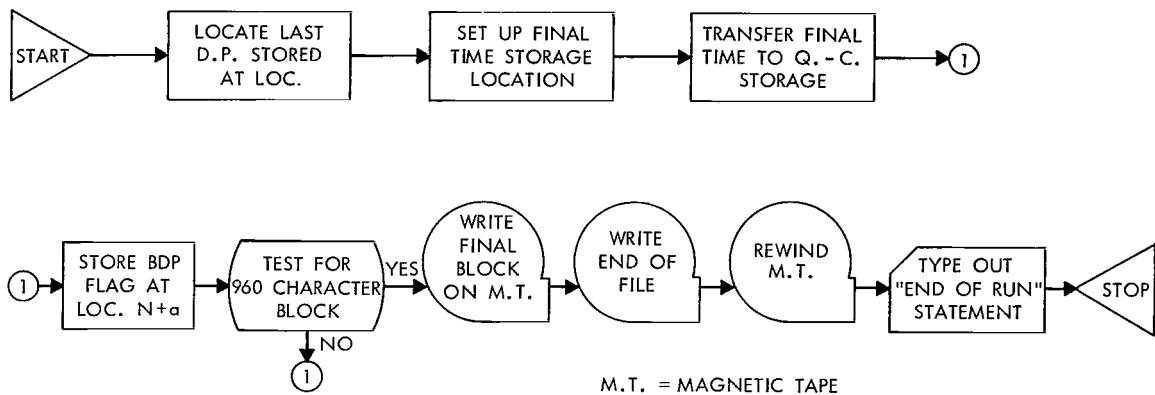 START
LOCATE LAST
D.P. STORED
AT LOC.
SET UP FINAL
TIME STORAGE
LOCATION
TRANSFER FINAL
TIME TO Q.-C.
STORAGE
1
1
STORE BDP
FLAG AT
LOC. N+a
TEST FOR
960 CHARACTER
BLOCK
YES
NO
1
WRITE
FINAL
BLOCK
ON M.T.
WRITE
END OF
FILE
REWIND
M.T.
TYPE OUT
"END OF RUN"
STATEMENT
STOP
M.T. = MAGNETIC TAPE